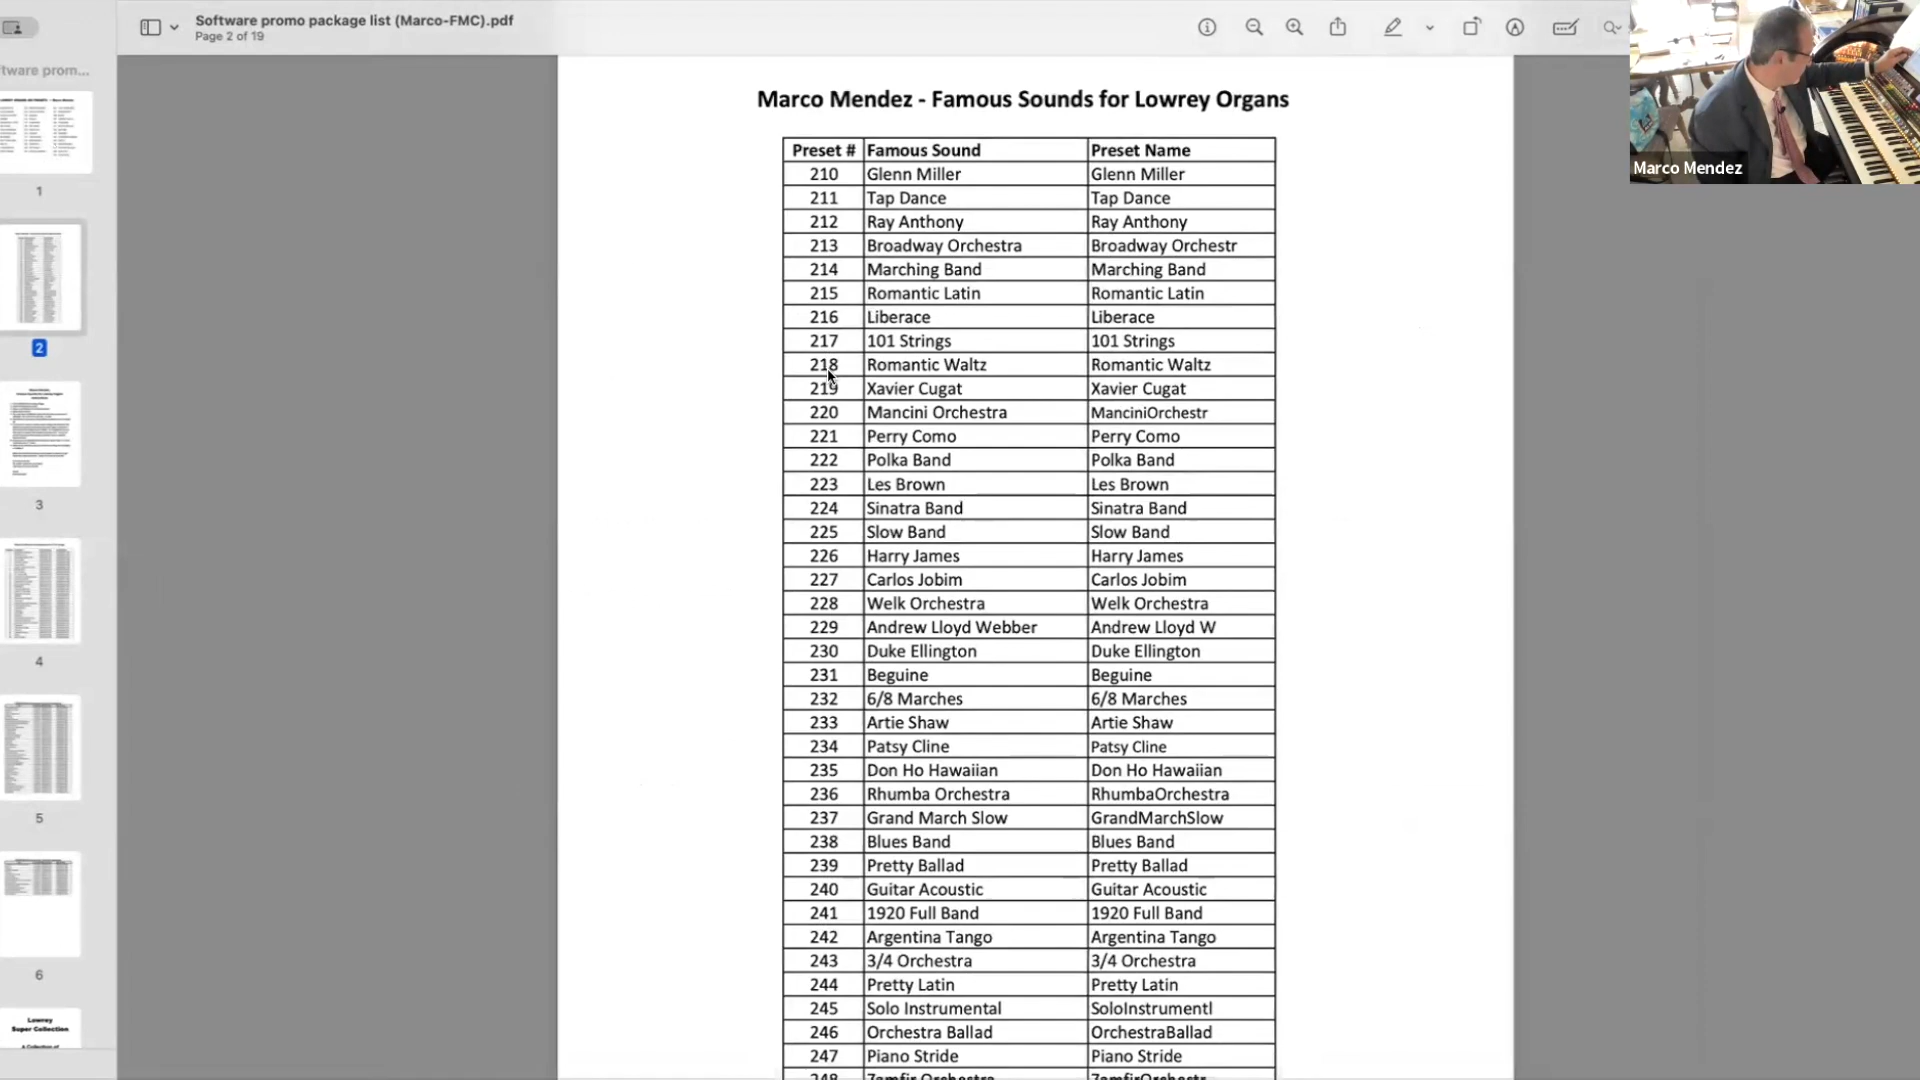 Software promo package list (Marco-FMC).pdf
Page 2 of 19
tware prom...
Marco Mendez - Famous Sounds for Lowrey Organs
Preset # Famous Sound Preset Name
210 Glenn Miller Glenn Miller
211 Tap Dance Tap Dance
212 Ray Anthony Ray Anthony
213 Broadway Orchestra Broadway Orchestr
214 Marching Band Marching Band
215 Romantic Latin Romantic Latin
216 Liberace Liberace
217 101 Strings 101 Strings
218 Romantic Waltz Romantic Waltz
219 Xavier Cugat Xavier Cugat
220 Mancini Orchestra ManciniOrchestr
221 Perry Como Perry Como
222 Polka Band Polka Band
223 Les Brown Les Brown
224 Sinatra Band Sinatra Band
225 Slow Band Slow Band
226 Harry James Harry James
227 Carlos Jobim Carlos Jobim
228 Welk Orchestra Welk Orchestra
229 Andrew Lloyd Webber Andrew Lloyd W
230 Duke Ellington Duke Ellington
231 Beguine Beguine
232 6/8 Marches 6/8 Marches
233 Artie Shaw Artie Shaw
234 Patsy Cline Patsy Cline
235 Don Ho Hawaiian Don Ho Hawaiian
236 Rhumba Orchestra RhumbaOrchestra
237 Grand March Slow GrandMarchSlow
238 Blues Band Blues Band
239 Pretty Ballad Pretty Ballad
240 Guitar Acoustic Guitar Acoustic
241 1920 Full Band 1920 Full Band
242 Argentina Tango Argentina Tango
243 3/4 Orchestra 3/4 Orchestra
244 Pretty Latin Pretty Latin
245 Solo Instrumental SoloInstrumentl
246 Orchestra Ballad OrchestraBallad
247 Piano Stride Piano Stride
248 Zamfir Orchestra ZamfirOrchestr
1
2
3
4
5
6
Lowrey
Super Collection
A Collection of
Marco Mendez